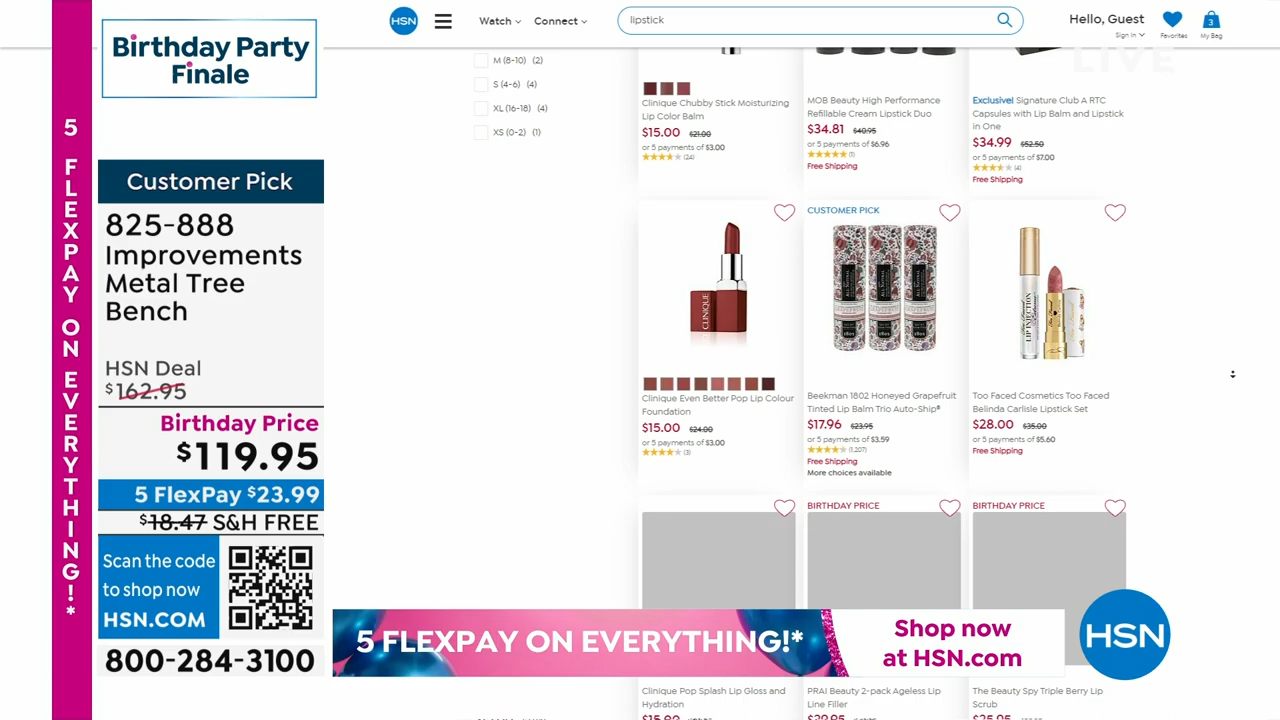 5 FLEXPAY ON EVERYTHING!*
Birthday Party
Finale
Customer Pick
825-888
Improvements
Metal Tree
Bench
HSN Deal
$162.95
Birthday Price
$119.95
5 FlexPay $23.99
$18.47 S&H FREE
Scan the code
to shop now
HSN.COM
800-284-3100
HSN
Watch
Connect
lipstick
Hello, Guest
Sign In
Favorites
3
My Bag
LIVE
M (8-10) (2)
S (4-6) (4)
XL (16-18) (4)
XS (0-2) (1)
Clinique Chubby Stick Moisturizing
Lip Color Balm
$15.00 $21.00
or 5 payments of $3.00
(24)
MOB Beauty High Performance
Refillable Cream Lipstick Duo
$34.81 $40.95
or 5 payments of $6.96
(1)
Free Shipping
Exclusive! Signature Club A RTC
Capsules with Lip Balm and Lipstick
in One
$34.99 $52.50
or 5 payments of $7.00
(4)
Free Shipping
CLINIQUE
Clinique Even Better Pop Lip Colour
Foundation
$15.00 $24.00
or 5 payments of $3.00
(3)
CUSTOMER PICK
Beekman 1802 Honeyed Grapefruit
Tinted Lip Balm Trio Auto-Ship®
$17.96 $23.95
or 5 payments of $3.59
(1,207)
Free Shipping
More choices available
LIP INJECTION
Too Faced Cosmetics Too Faced
Belinda Carlisle Lipstick Set
$28.00 $35.00
or 5 payments of $5.60
Free Shipping
BIRTHDAY PRICE
BIRTHDAY PRICE
5 FLEXPAY ON EVERYTHING!*
Shop now
at HSN.com
HSN
Clinique Pop Splash Lip Gloss and
Hydration
PRAI Beauty 2-pack Ageless Lip
Line Filler
The Beauty Spy Triple Berry Lip
Scrub